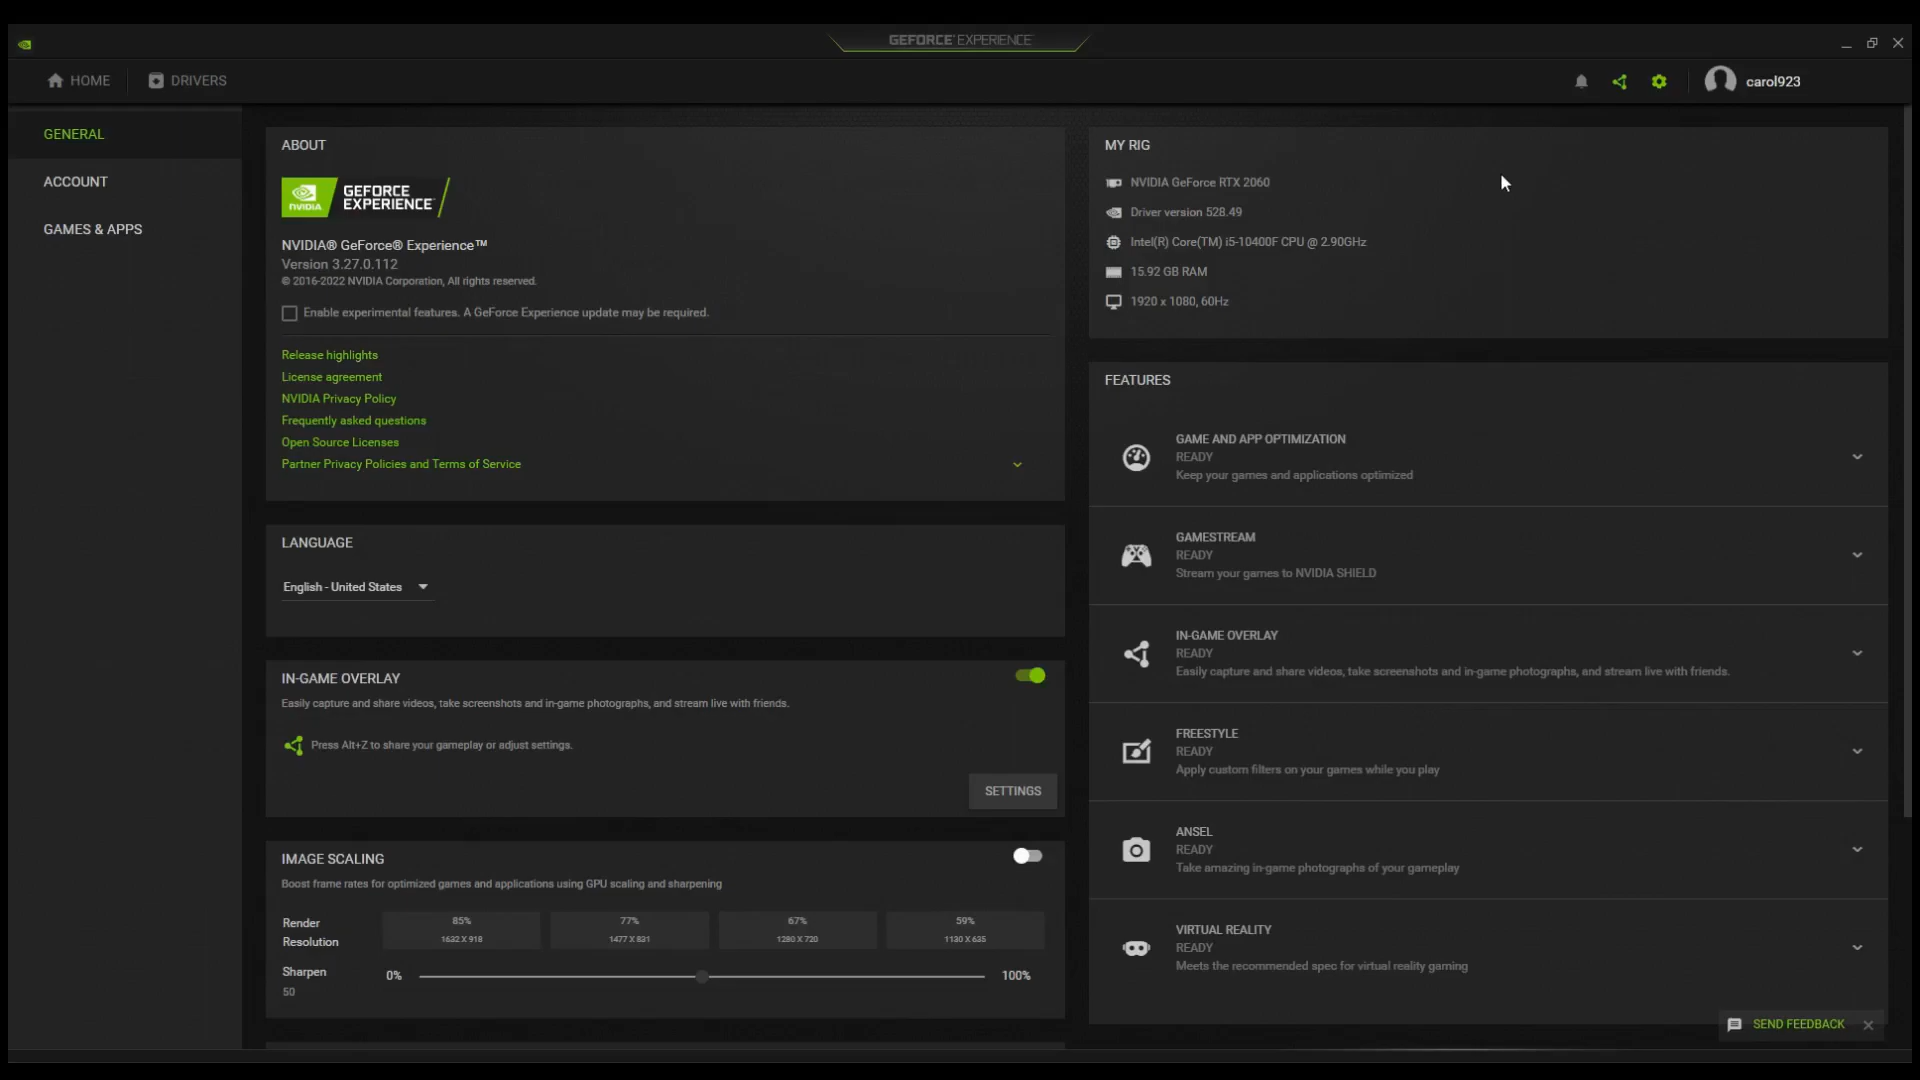 GEFORCE EXPERIENCE
HOME
DRIVERS
carol923
GENERAL
ACCOUNT
GAMES & APPS
ABOUT
NVIDIA
GEFORCE
EXPERIENCE
NVIDIA® GeForce® Experience™
Version 3.27.0.112
© 2016-2022 NVIDIA Corporation, All rights reserved.
Enable experimental features. A GeForce Experience update may be required.
Release highlights
License agreement
NVIDIA Privacy Policy
Frequently asked questions
Open Source Licenses
Partner Privacy Policies and Terms of Service
LANGUAGE
English - United States
IN-GAME OVERLAY
Easily capture and share videos, take screenshots and in-game photographs, and stream live with friends.
Press Alt+Z to share your gameplay or adjust settings.
SETTINGS
IMAGE SCALING
Boost frame rates for optimized games and applications using GPU scaling and sharpening
Render
Resolution
85%
1632 X 918
77%
1477 X 831
67%
1280 X 720
59%
1130 X 635
Sharpen
50
0%
100%
MY RIG
NVIDIA GeForce RTX 2060
Driver version 528.49
Intel(R) Core(TM) i5-10400F CPU @ 2.90GHz
15.92 GB RAM
1920 x 1080, 60Hz
FEATURES
GAME AND APP OPTIMIZATION
READY
Keep your games and applications optimized
GAMESTREAM
READY
Stream your games to NVIDIA SHIELD
IN-GAME OVERLAY
READY
Easily capture and share videos, take screenshots and in-game photographs, and stream live with friends.
FREESTYLE
READY
Apply custom filters on your games while you play
ANSEL
READY
Take amazing in-game photographs of your gameplay
VIRTUAL REALITY
READY
Meets the recommended spec for virtual reality gaming
SEND FEEDBACK